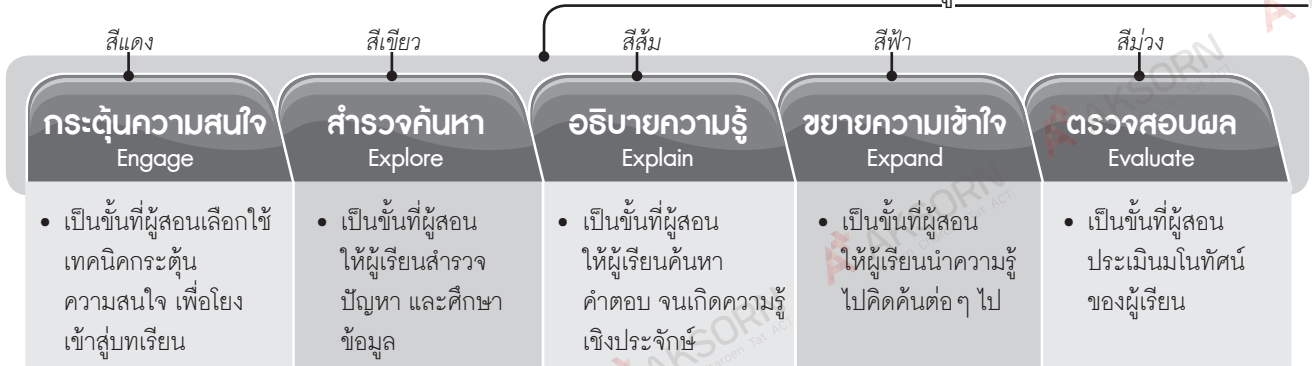 สีแดง
สีเขียว
สีส้ม
สีฟ้า
สีม่วง
กระตุ้นความสนใจ
Engage
สำรวจค้นหา
Explore
อธิบายความรู้
Explain
ขยายความเข้าใจ
Expand
ตรวจสอบผล
Evaluate
• เป็นขั้นที่ผู้สอนเลือกใช้
เทคนิคกระตุ้น
ความสนใจ เพื่อโยง
เข้าสู่บทเรียน
• เป็นขั้นที่ผู้สอน
ให้ผู้เรียนสำรวจ
ปัญหา และศึกษา
ข้อมูล
• เป็นขั้นที่ผู้สอน
ให้ผู้เรียนค้นหา
คำตอบ จนเกิดความรู้
เชิงประจักษ์
• เป็นขั้นที่ผู้สอน
ให้ผู้เรียนนำความรู้
ไปคิดค้นต่อๆ ไป
• เป็นขั้นที่ผู้สอน
ประเมินมโนทัศน์
ของผู้เรียน
AKSORN
AKSORN
AKSORN